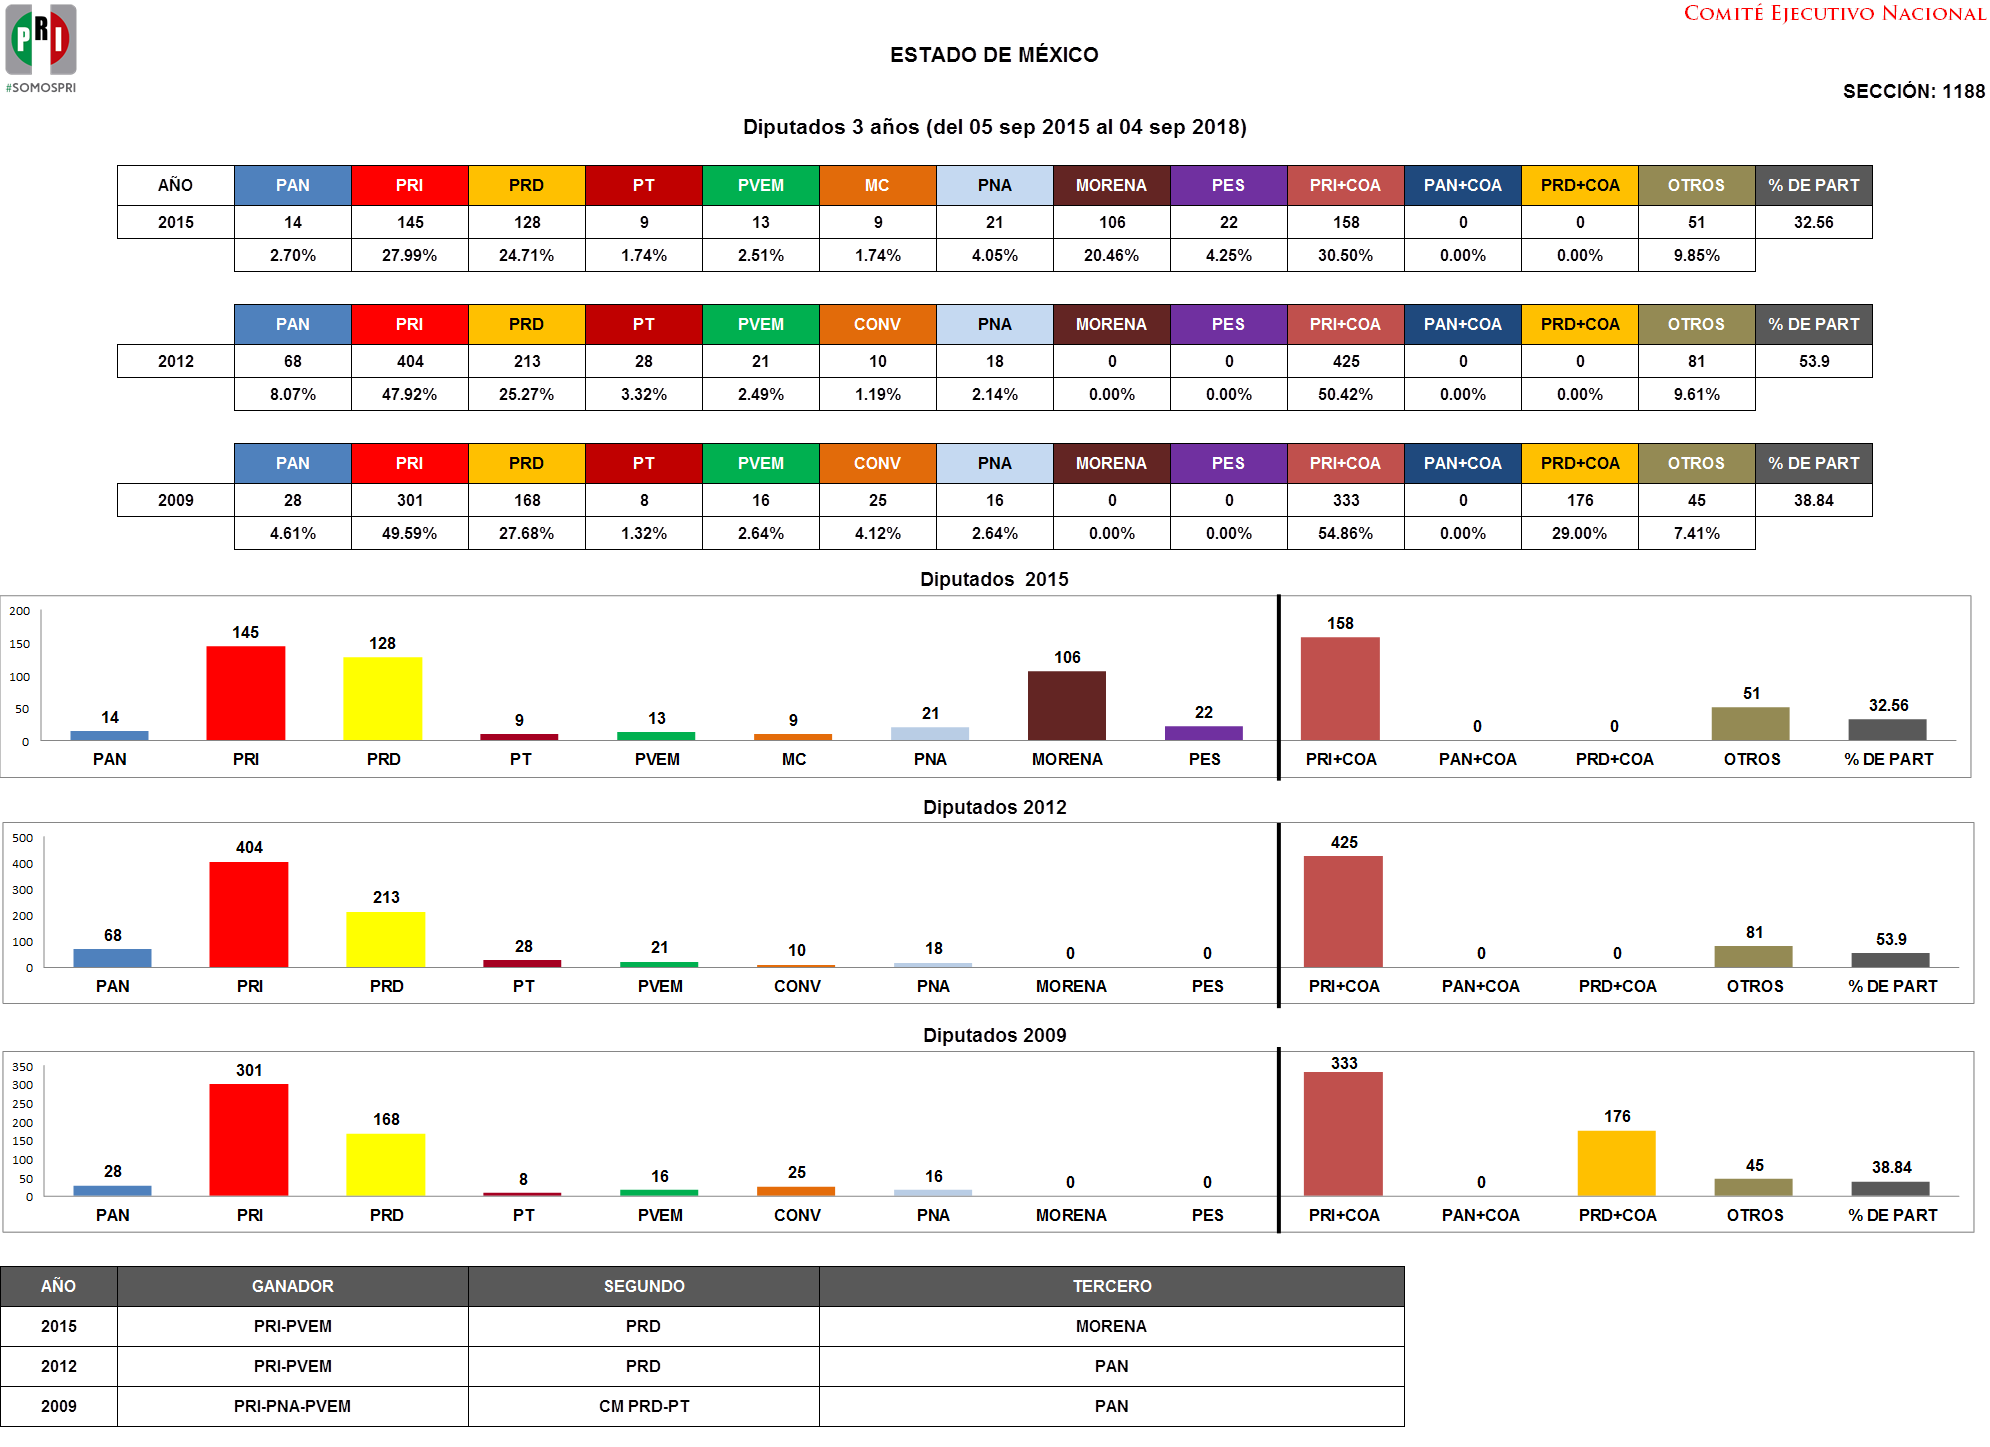 PRI
#SOMOSPRI
COMITÉ EJECUTIVO NACIONAL
ESTADO DE MÉXICO
SECCIÓN: 1188
Diputados 3 años (del 05 sep 2015 al 04 sep 2018)
AÑO PAN PRI PRD PT PVEM MC PNA MORENA PES PRI+COA PAN+COA PRD+COA OTROS % DE PART
2015 14 145 128 9 13 9 21 106 22 158 0 0 51 32.56
2.70% 27.99% 24.71% 1.74% 2.51% 1.74% 4.05% 20.46% 4.25% 30.50% 0.00% 0.00% 9.85%
PAN PRI PRD PT PVEM CONV PNA MORENA PES PRI+COA PAN+COA PRD+COA OTROS % DE PART
2012 68 404 213 28 21 10 18 0 0 425 0 0 81 53.9
8.07% 47.92% 25.27% 3.32% 2.49% 1.19% 2.14% 0.00% 0.00% 50.42% 0.00% 0.00% 9.61%
PAN PRI PRD PT PVEM CONV PNA MORENA PES PRI+COA PAN+COA PRD+COA OTROS % DE PART
2009 28 301 168 8 16 25 16 0 0 333 0 176 45 38.84
4.61% 49.59% 27.68% 1.32% 2.64% 4.12% 2.64% 0.00% 0.00% 54.86% 0.00% 29.00% 7.41%
Diputados 2015
200
150
100
50
0
14 145 128 9 13 9 21 106 22 158 0 0 51 32.56
PAN PRI PRD PT PVEM MC PNA MORENA PES PRI+COA PAN+COA PRD+COA OTROS % DE PART
Diputados 2012
500
400
300
200
100
0
68 404 213 28 21 10 18 0 0 425 0 0 81 53.9
PAN PRI PRD PT PVEM CONV PNA MORENA PES PRI+COA PAN+COA PRD+COA OTROS % DE PART
Diputados 2009
350
300
250
200
150
100
50
0
28 301 168 8 16 25 16 0 0 333 0 176 45 38.84
PAN PRI PRD PT PVEM CONV PNA MORENA PES PRI+COA PAN+COA PRD+COA OTROS % DE PART
AÑO GANADOR SEGUNDO TERCERO
2015 PRI-PVEM PRD MORENA
2012 PRI-PVEM PRD PAN
2009 PRI-PNA-PVEM CM PRD-PT PAN